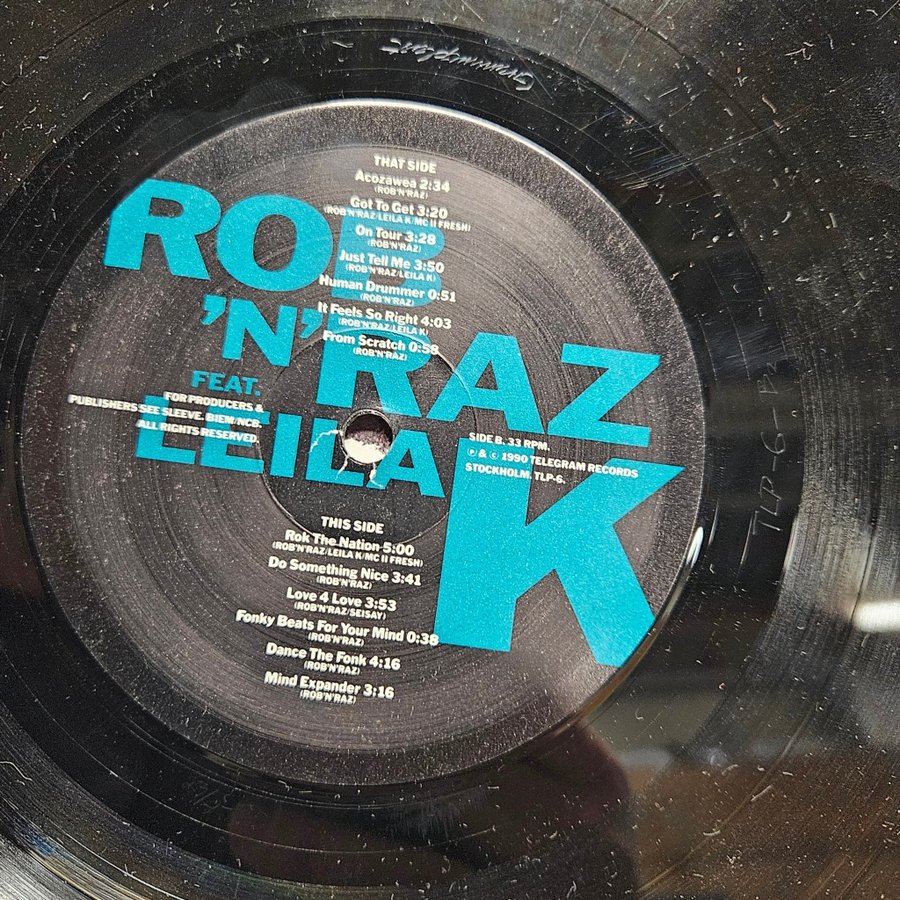 THAT SIDE
Acozawea 2:34
(ROB'N'RAZ)
Got To Get 3:20
(ROB'N'RAZ/LEILA K/MC II FRESH)
On Tour 3:28
(ROB'N'RAZ)
Just Tell Me 3:50
(ROB'N'RAZ/LEILA K)
Human Drummer 0:51
(ROB'N'RAZ)
It Feels So Right 4:03
(ROB'N'RAZ/LEILA K)
From Scratch 0:58
(ROB'N'RAZ)
ROB
'N' RAZ
FEAT.
LEILA
K
FOR PRODUCERS &
PUBLISHERS SEE SLEEVE. BIEM/NCB.
ALL RIGHTS RESERVED.
SIDE B. 33 RPM.
℗ & © 1990 TELEGRAM RECORDS
STOCKHOLM. TLP-6.
THIS SIDE
Rok The Nation 5:00
(ROB'N'RAZ/LEILA K/MC II FRESH)
Do Something Nice 3:41
(ROB'N'RAZ)
Love 4 Love 3:53
(ROB'N'RAZ/SEISAY)
Fonky Beats For Your Mind 0:38
(ROB'N'RAZ)
Dance The Fonk 4:16
(ROB'N'RAZ)
Mind Expander 3:16
(ROB'N'RAZ)